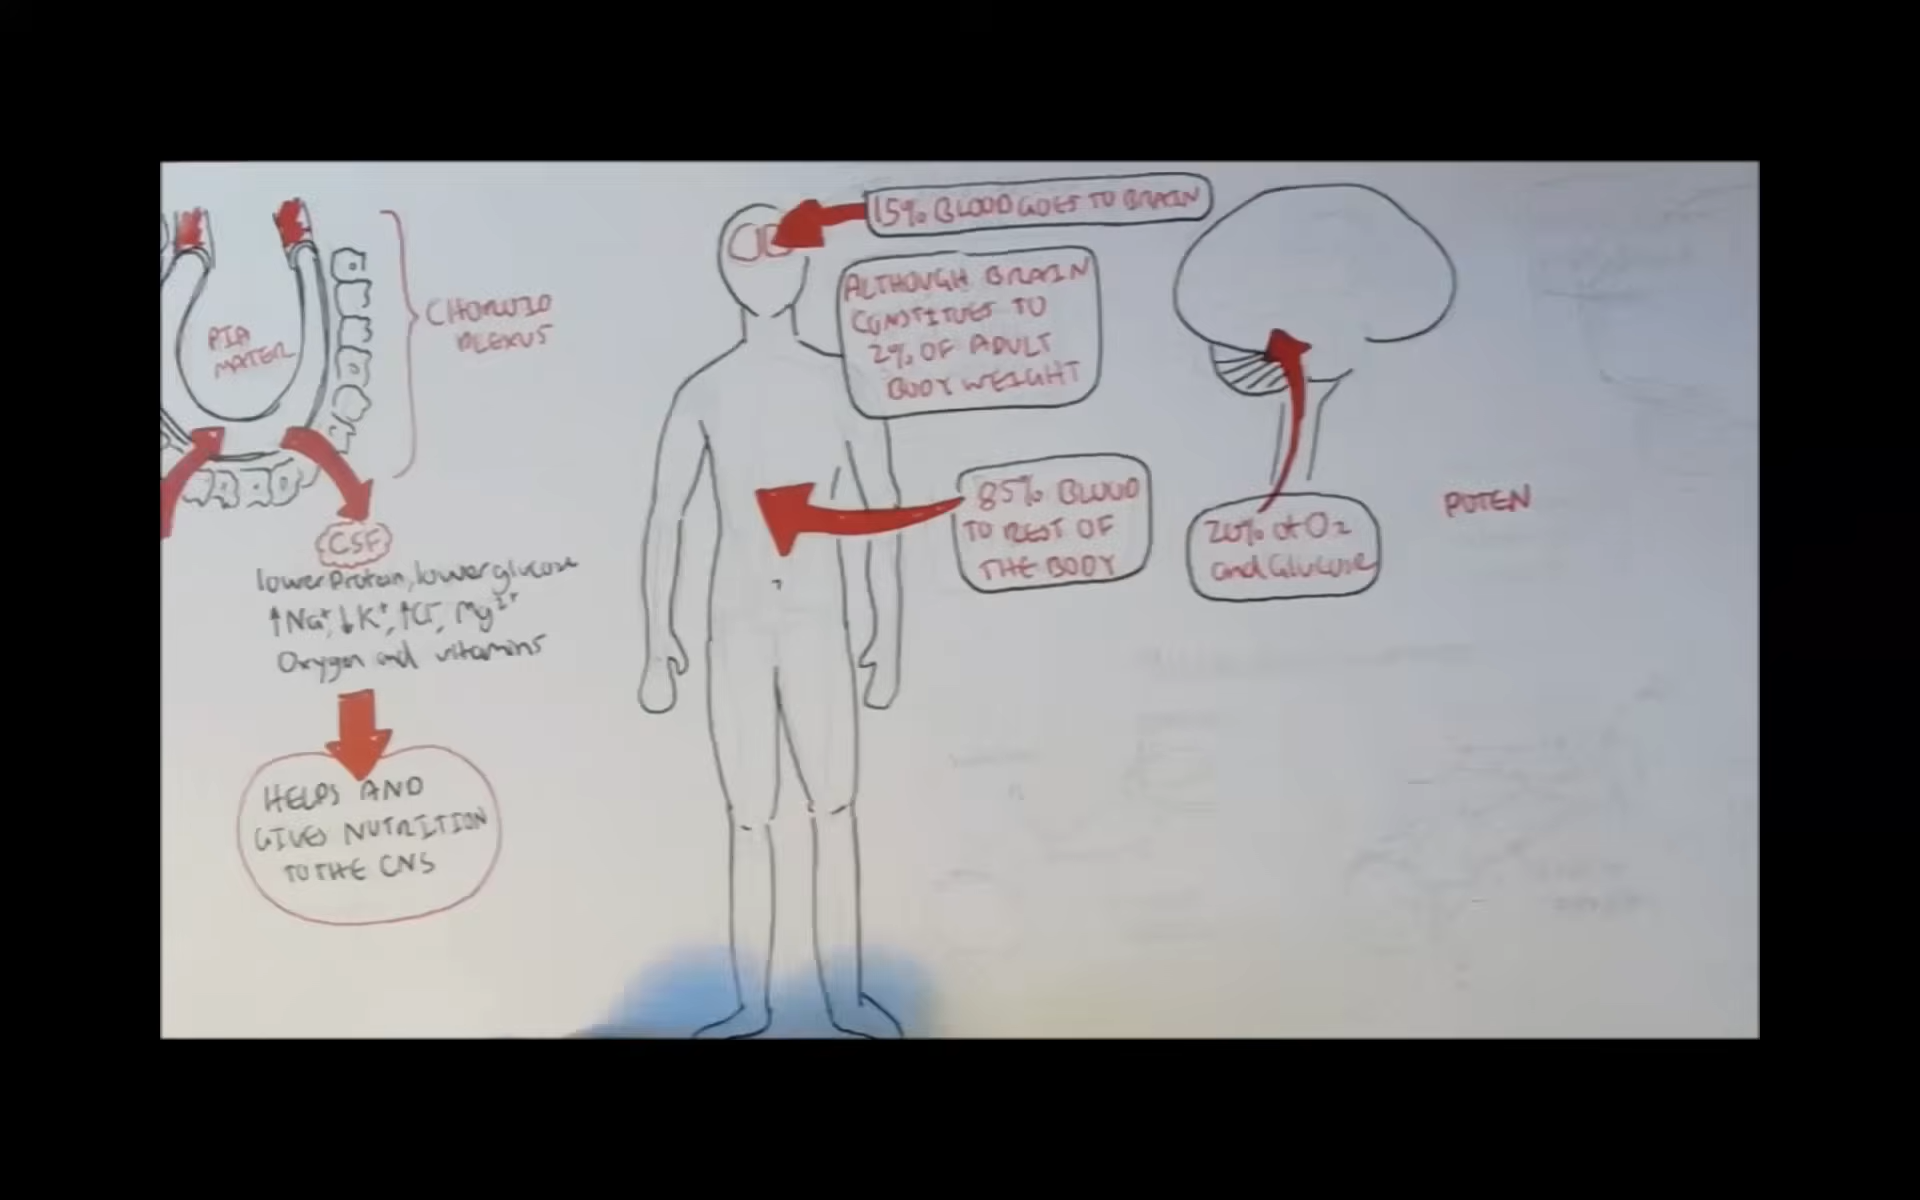 PIA
MATER
CHOROID
PLEXUS
CSF
lower Protein, lower glucose
↑Na⁺, ↓K⁺, ↑Cl⁻, Mg²⁺
Oxygen and vitamins
HELPS AND
GIVES NUTRITION
TO THE CNS
15% BLOOD GOES TO BRAIN
ALTHOUGH BRAIN
CONSTITUES TO
2% OF ADULT
BODY WEIGHT
85% BLOOD
TO REST OF
THE BODY
20% of O2
and Glucose
POTEN